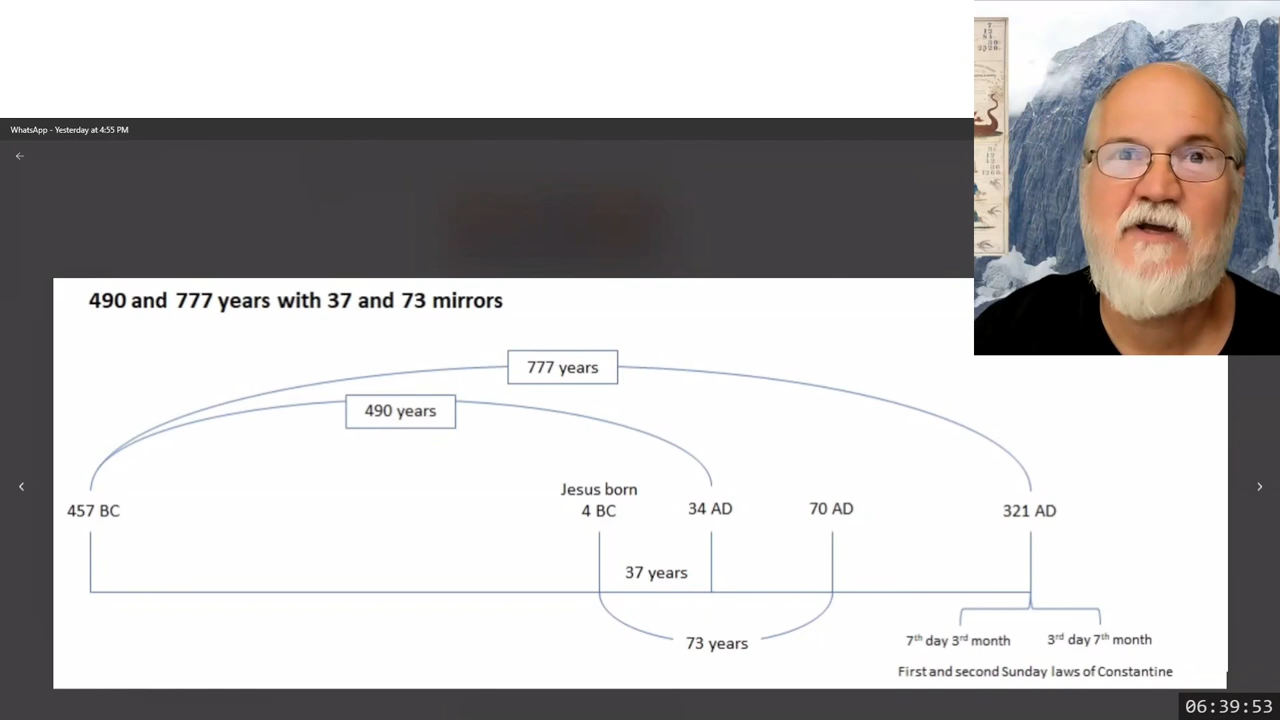 WhatsApp - Yesterday at 4:55 PM
490 and 777 years with 37 and 73 mirrors
777 years
490 years
Jesus born
457 BC
4 BC
34 AD
70 AD
321 AD
37 years
73 years
7th day 3rd month
3rd day 7th month
First and second Sunday laws of Constantine
06:39:53